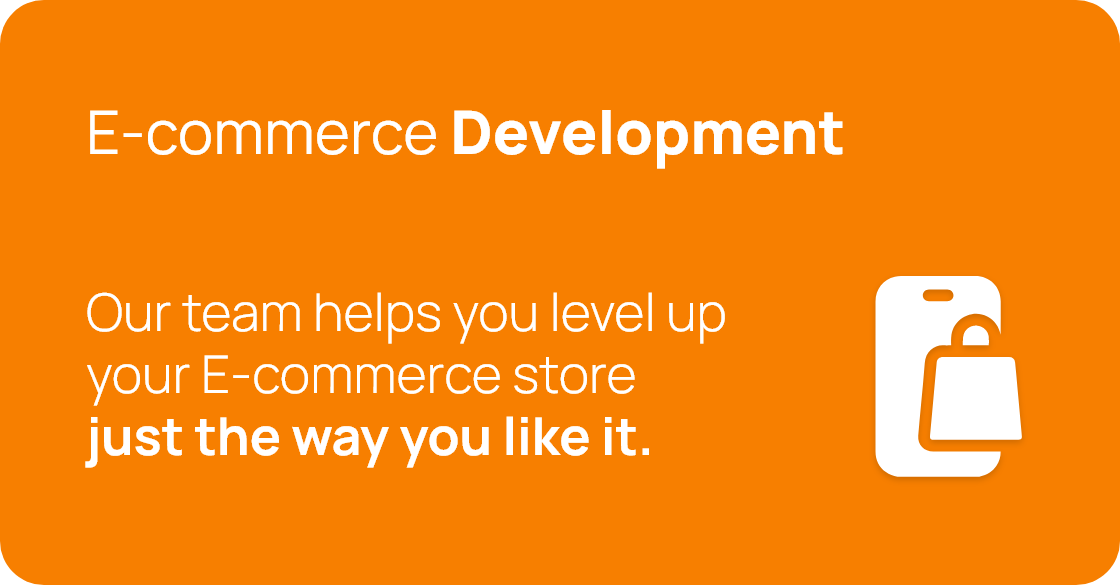 E-commerce Development
Our team helps you level up
your E-commerce store
just the way you like it.